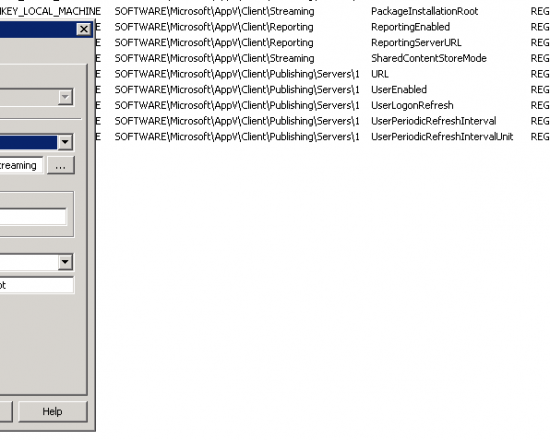 HKEY_LOCAL_MACHINE SOFTWARE\Microsoft\AppV\Client\Streaming PackageInstallationRoot REG
E SOFTWARE\Microsoft\AppV\Client\Reporting ReportingEnabled REG
E SOFTWARE\Microsoft\AppV\Client\Reporting ReportingServerURL REG
E SOFTWARE\Microsoft\AppV\Client\Streaming SharedContentStoreMode REG
E SOFTWARE\Microsoft\AppV\Client\Publishing\Servers\1 URL REG
E SOFTWARE\Microsoft\AppV\Client\Publishing\Servers\1 UserEnabled REG
E SOFTWARE\Microsoft\AppV\Client\Publishing\Servers\1 UserLogonRefresh REG
E SOFTWARE\Microsoft\AppV\Client\Publishing\Servers\1 UserPeriodicRefreshInterval REG
E SOFTWARE\Microsoft\AppV\Client\Publishing\Servers\1 UserPeriodicRefreshIntervalUnit REG
treaming ...
ot
Help